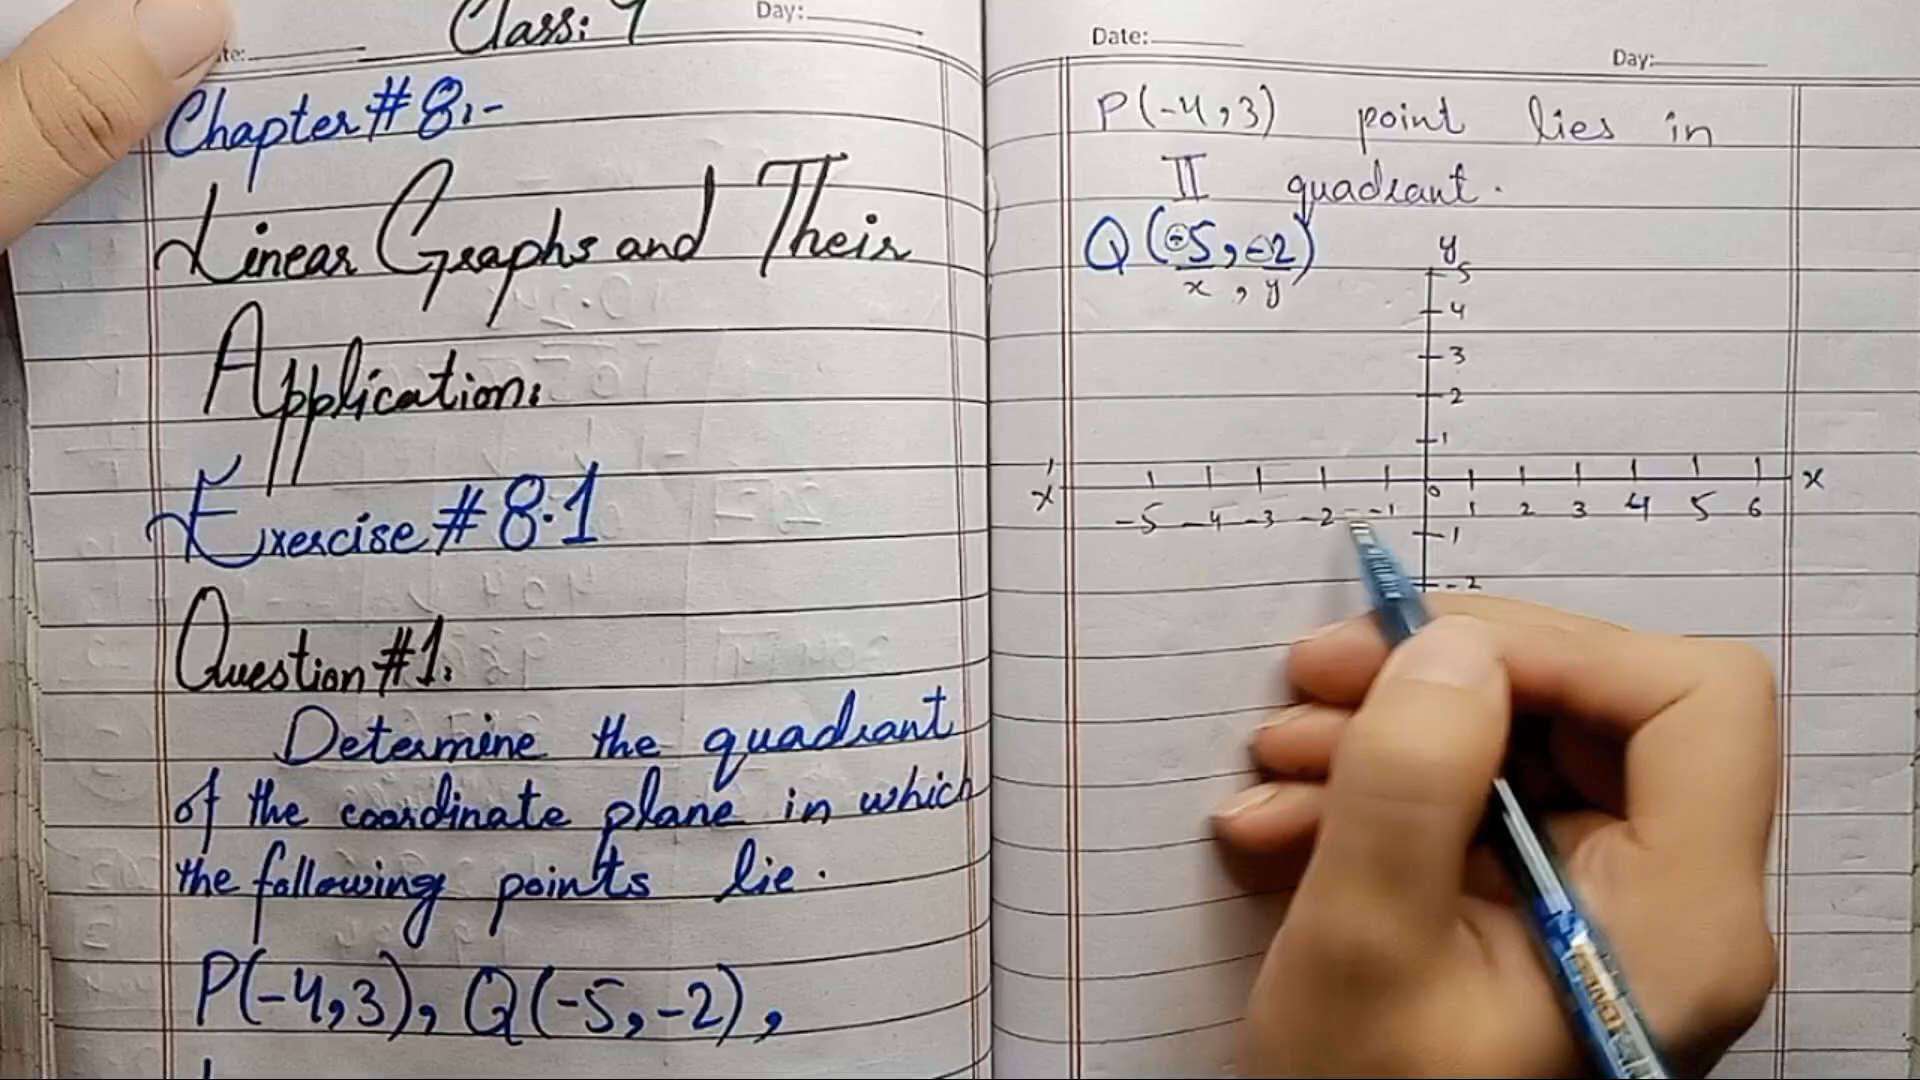 Class: 9
Day:
Chapter # 8:-
Linear Graphs and Their
Application.
Exercise # 8.1
Question #1.
Determine the quadrant
of the coordinate plane in which
the following points lie.
P(-4,3), Q(-5,-2),
Date:
Day:
P(-4,3) point lies in
II quadrant.
Q(-5,-2)
x, y
y
5
4
3
2
1
x' x
0
-5 -4 -3 -2 -1 1 2 3 4 5 6
-1
-2